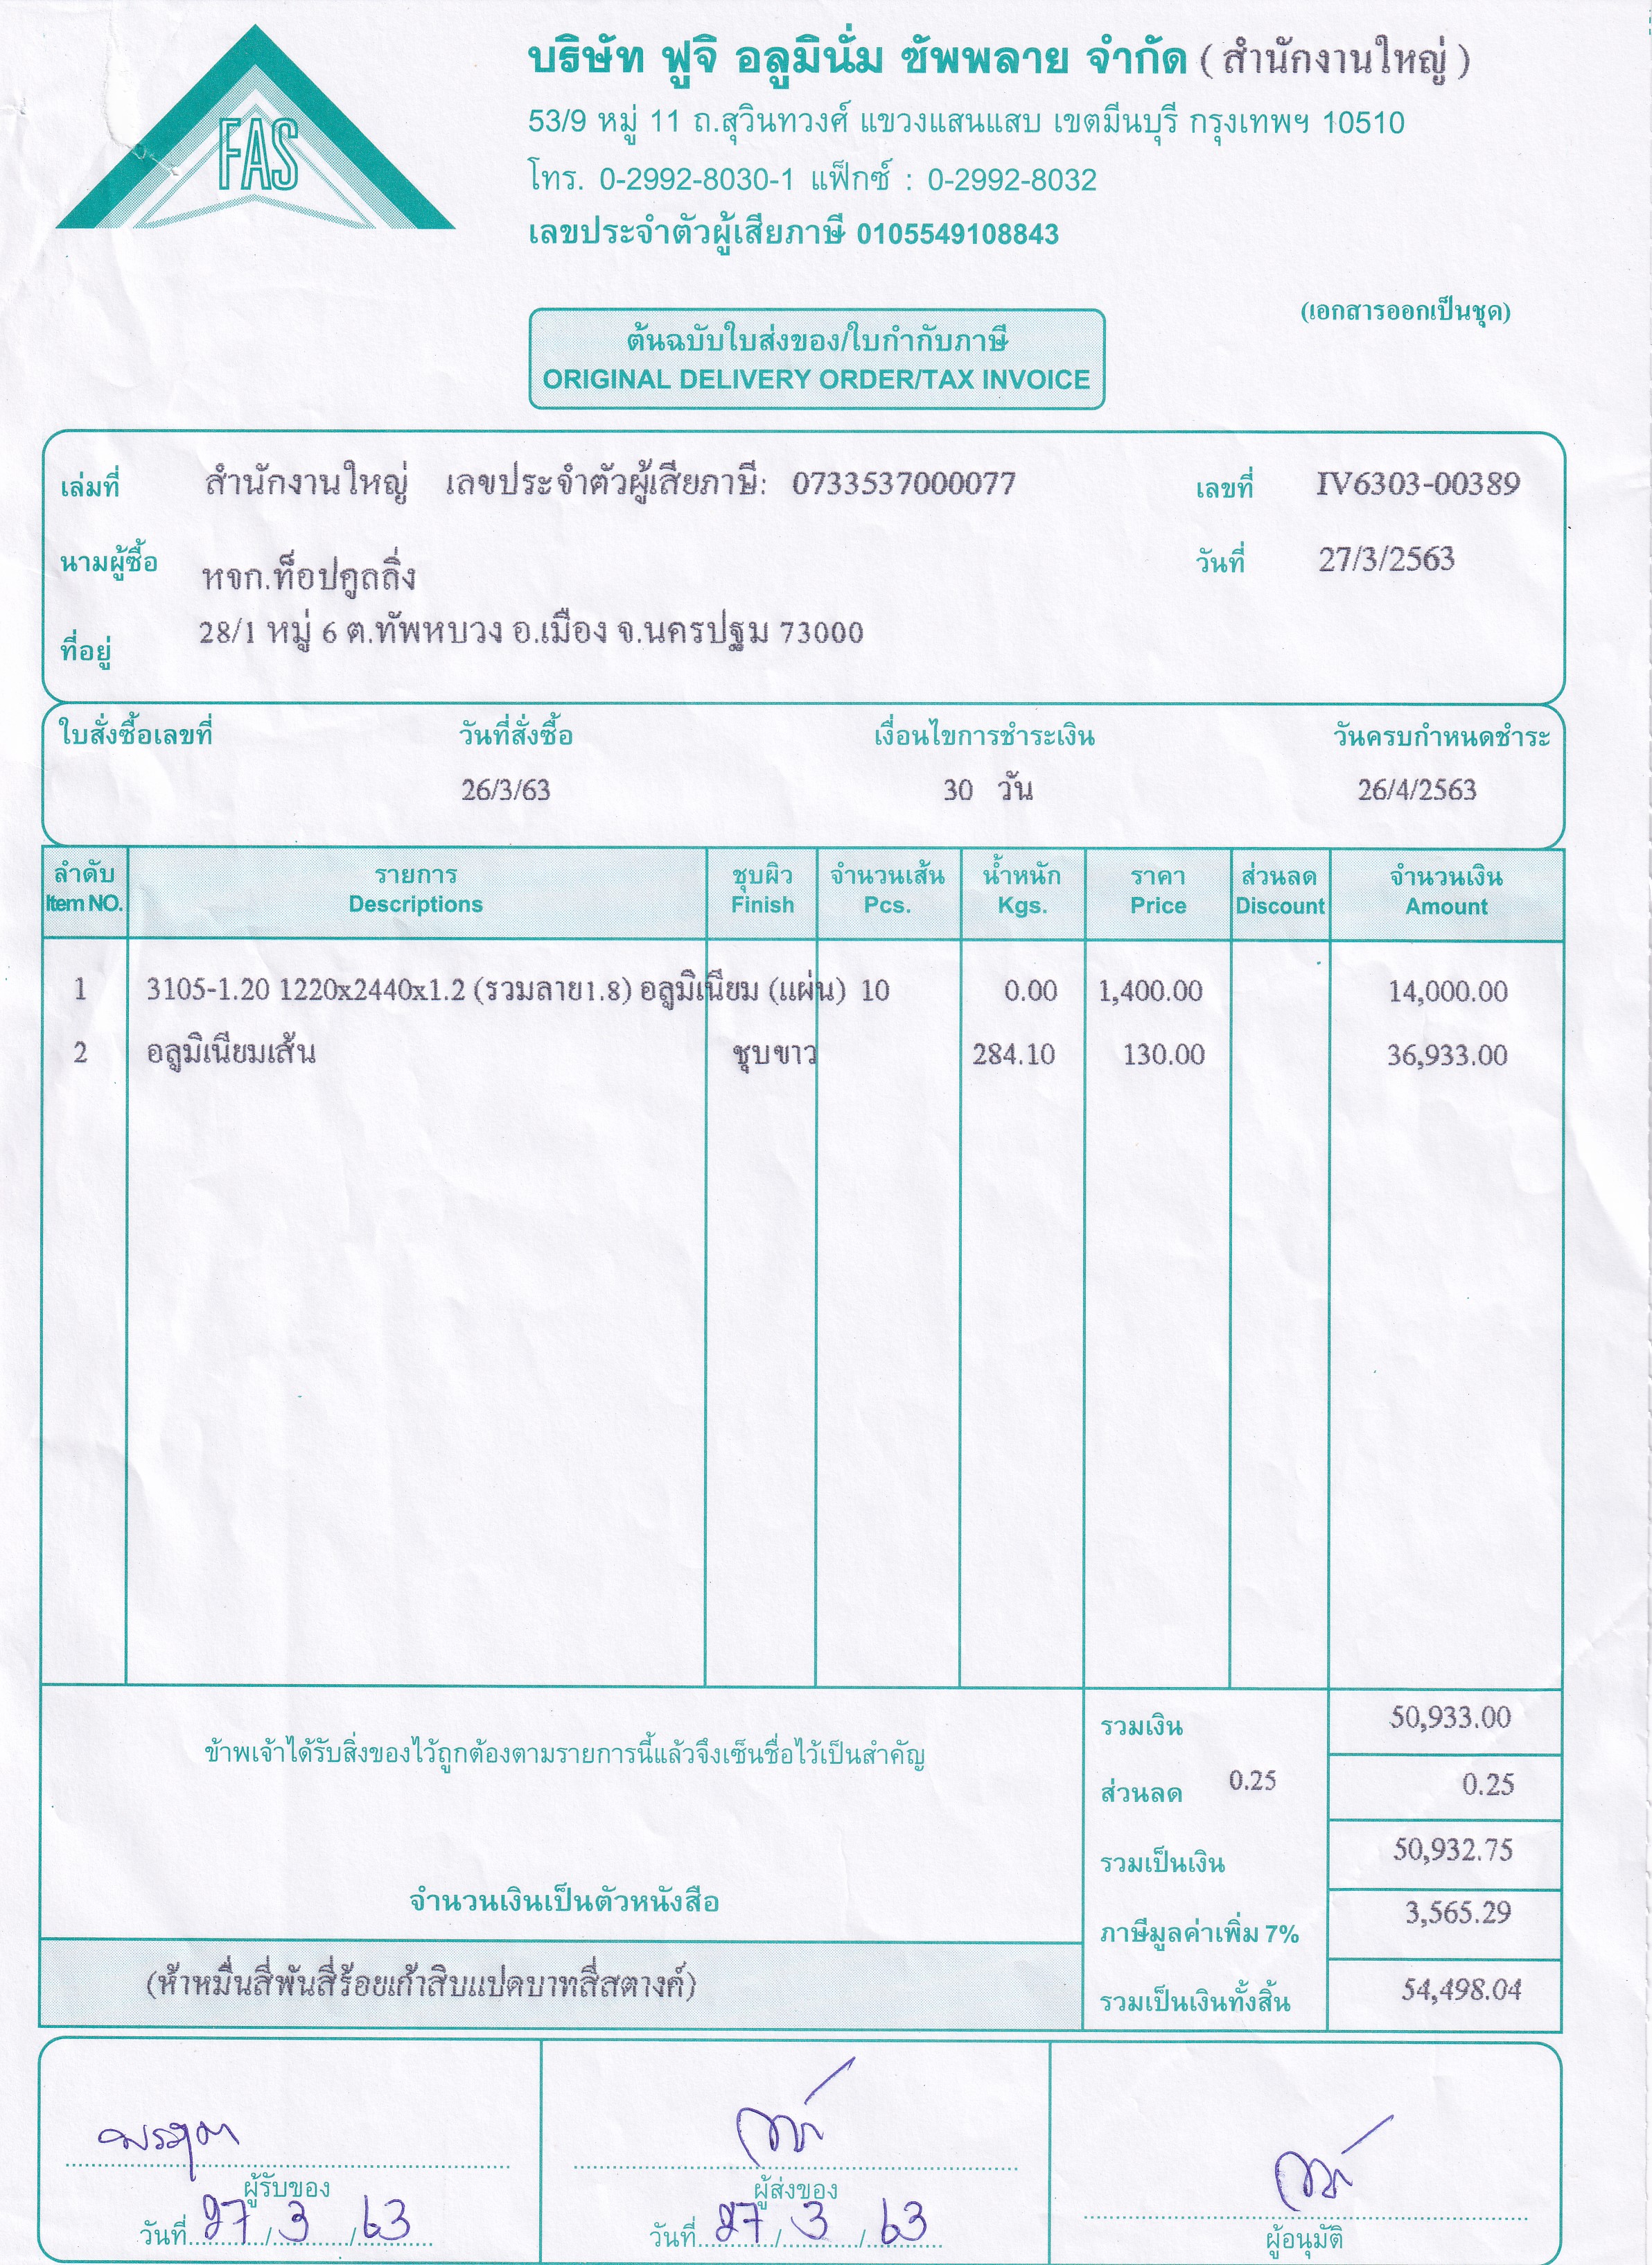 FAS
บริษัท ฟูจิ อลูมินั่ม ซัพพลาย จำกัด ( สำนักงานใหญ่ )
53/9 หมู่ 11 ถ.สุวินทวงศ์ แขวงแสนแสบ เขตมีนบุรี กรุงเทพฯ 10510
โทร. 0-2992-8030-1 แฟ็กซ์ : 0-2992-8032
เลขประจำตัวผู้เสียภาษี 0105549108843
(เอกสารออกเป็นชุด)
ต้นฉบับใบส่งของ/ใบกำกับภาษี
ORIGINAL DELIVERY ORDER/TAX INVOICE
เล่มที่ สำนักงานใหญ่ เลขประจำตัวผู้เสียภาษี: 0733537000077 เลขที่ IV6303-00389
นามผู้ซื้อ หจก.ท็อปคูลลิ่ง วันที่ 27/3/2563
ที่อยู่ 28/1 หมู่ 6 ต.ทัพหบวง อ.เมือง จ.นครปฐม 73000
ใบสั่งซื้อเลขที่ วันที่สั่งซื้อ เงื่อนไขการชำระเงิน วันครบกำหนดชำระ
26/3/63 30 วัน 26/4/2563
ลำดับ รายการ ชุบผิว จำนวนเส้น น้ำหนัก ราคา ส่วนลด จำนวนเงิน
Item NO. Descriptions Finish Pcs. Kgs. Price Discount Amount
1 3105-1.20 1220x2440x1.2 (รวมลาย1.8) อลูมิเนียม (แผ่น) 10 0.00 1,400.00 14,000.00
2 อลูมิเนียมเส้น ชุบขาว 284.10 130.00 36,933.00
รวมเงิน 50,933.00
ข้าพเจ้าได้รับสิ่งของไว้ถูกต้องตามรายการนี้แล้วจึงเซ็นชื่อไว้เป็นสำคัญ
ส่วนลด 0.25 0.25
รวมเป็นเงิน 50,932.75
จำนวนเงินเป็นตัวหนังสือ
ภาษีมูลค่าเพิ่ม 7% 3,565.29
(ห้าหมื่นสี่พันสี่ร้อยเก้าสิบแปดบาทสี่สตางค์)
รวมเป็นเงินทั้งสิ้น 54,498.04
ผู้รับของ ผู้ส่งของ
วันที่ 27/3/63 วันที่ 27/3/63 ผู้อนุมัติ